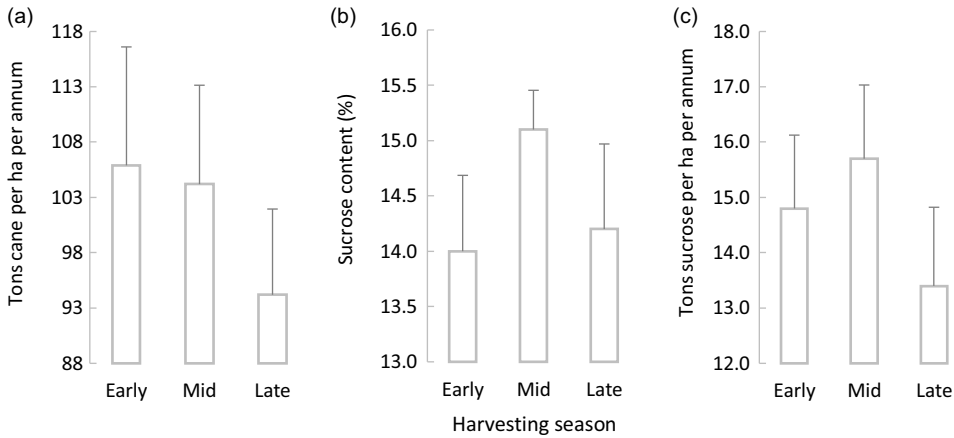 (a)
Tons cane per ha per annum
118
113
108
103
98
93
88
Early Mid Late
(b)
Sucrose content (%)
16.0
15.5
15.0
14.5
14.0
13.5
13.0
Early Mid Late
Harvesting season
(c)
Tons sucrose per ha per annum
18.0
17.0
16.0
15.0
14.0
13.0
12.0
Early Mid Late